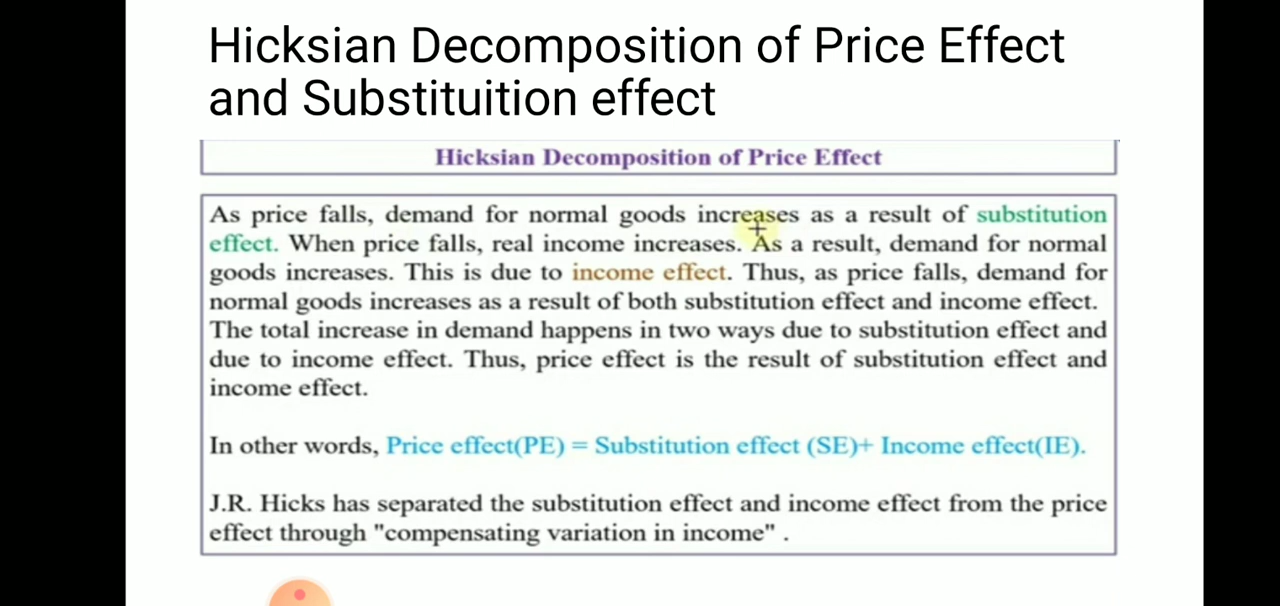 Hicksian Decomposition of Price Effect
and Substituition effect
Hicksian Decomposition of Price Effect
As price falls, demand for normal goods increases as a result of substitution
effect. When price falls, real income increases. As a result, demand for normal
goods increases. This is due to income effect. Thus, as price falls, demand for
normal goods increases as a result of both substitution effect and income effect.
The total increase in demand happens in two ways due to substitution effect and
due to income effect. Thus, price effect is the result of substitution effect and
income effect.
In other words, Price effect(PE) = Substitution effect (SE)+ Income effect(IE).
J.R. Hicks has separated the substitution effect and income effect from the price
effect through "compensating variation in income" .